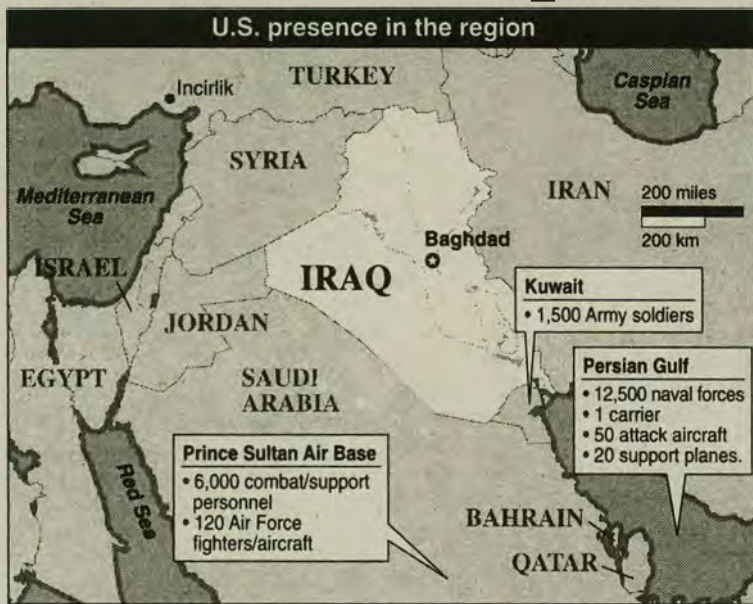 U.S. presence in the region
Incirlik
TURKEY
Caspian
Sea
SYRIA
Mediterranean
Sea
IRAN
200 miles
200 km
Baghdad
ISRAEL
IRAQ
Kuwait
• 1,500 Army soldiers
JORDAN
EGYPT
SAUDI
ARABIA
Persian Gulf
• 12,500 naval forces
• 1 carrier
• 50 attack aircraft
• 20 support planes.
Prince Sultan Air Base
• 6,000 combat/support
personnel
• 120 Air Force
fighters/aircraft
Red Sea
BAHRAIN
QATAR